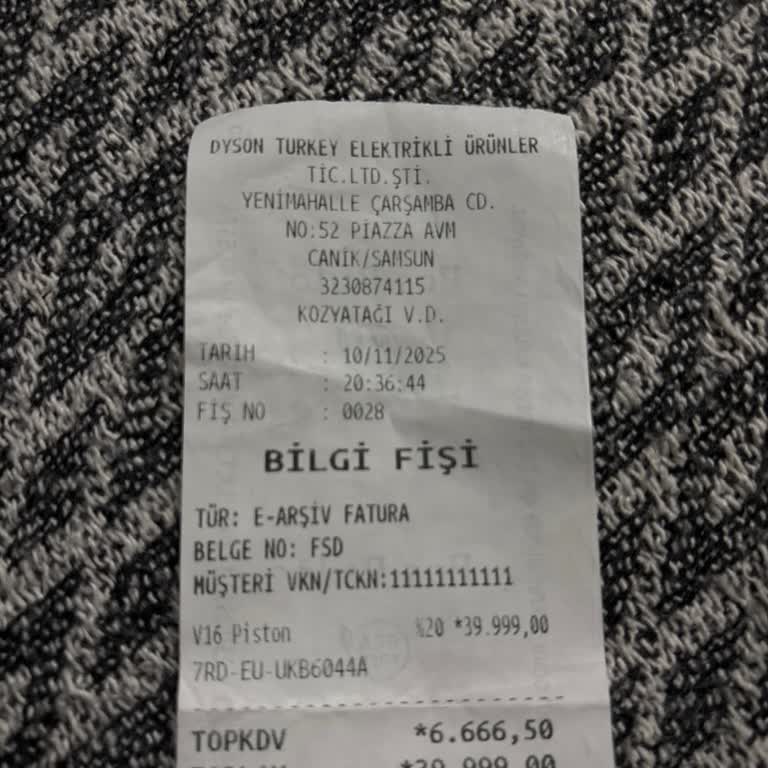 DYSON TURKEY ELEKTRİKLİ ÜRÜNLER
TİC.LTD.ŞTİ.
YENİMAHALLE ÇARŞAMBA CD.
NO:52 PİAZZA AVM
CANİK/SAMSUN
3230874115
KOZYATAĞI V.D.
TARİH : 10/11/2025
SAAT : 20:36:44
FİŞ NO : 0028
BİLGİ FİŞİ
TÜR: E-ARŞİV FATURA
BELGE NO: FSD
MÜŞTERİ VKN/TCKN:11111111111
V16 Piston %20 *39.999,00
7RD-EU-UKB6044A
TOPKDV *6.666,50